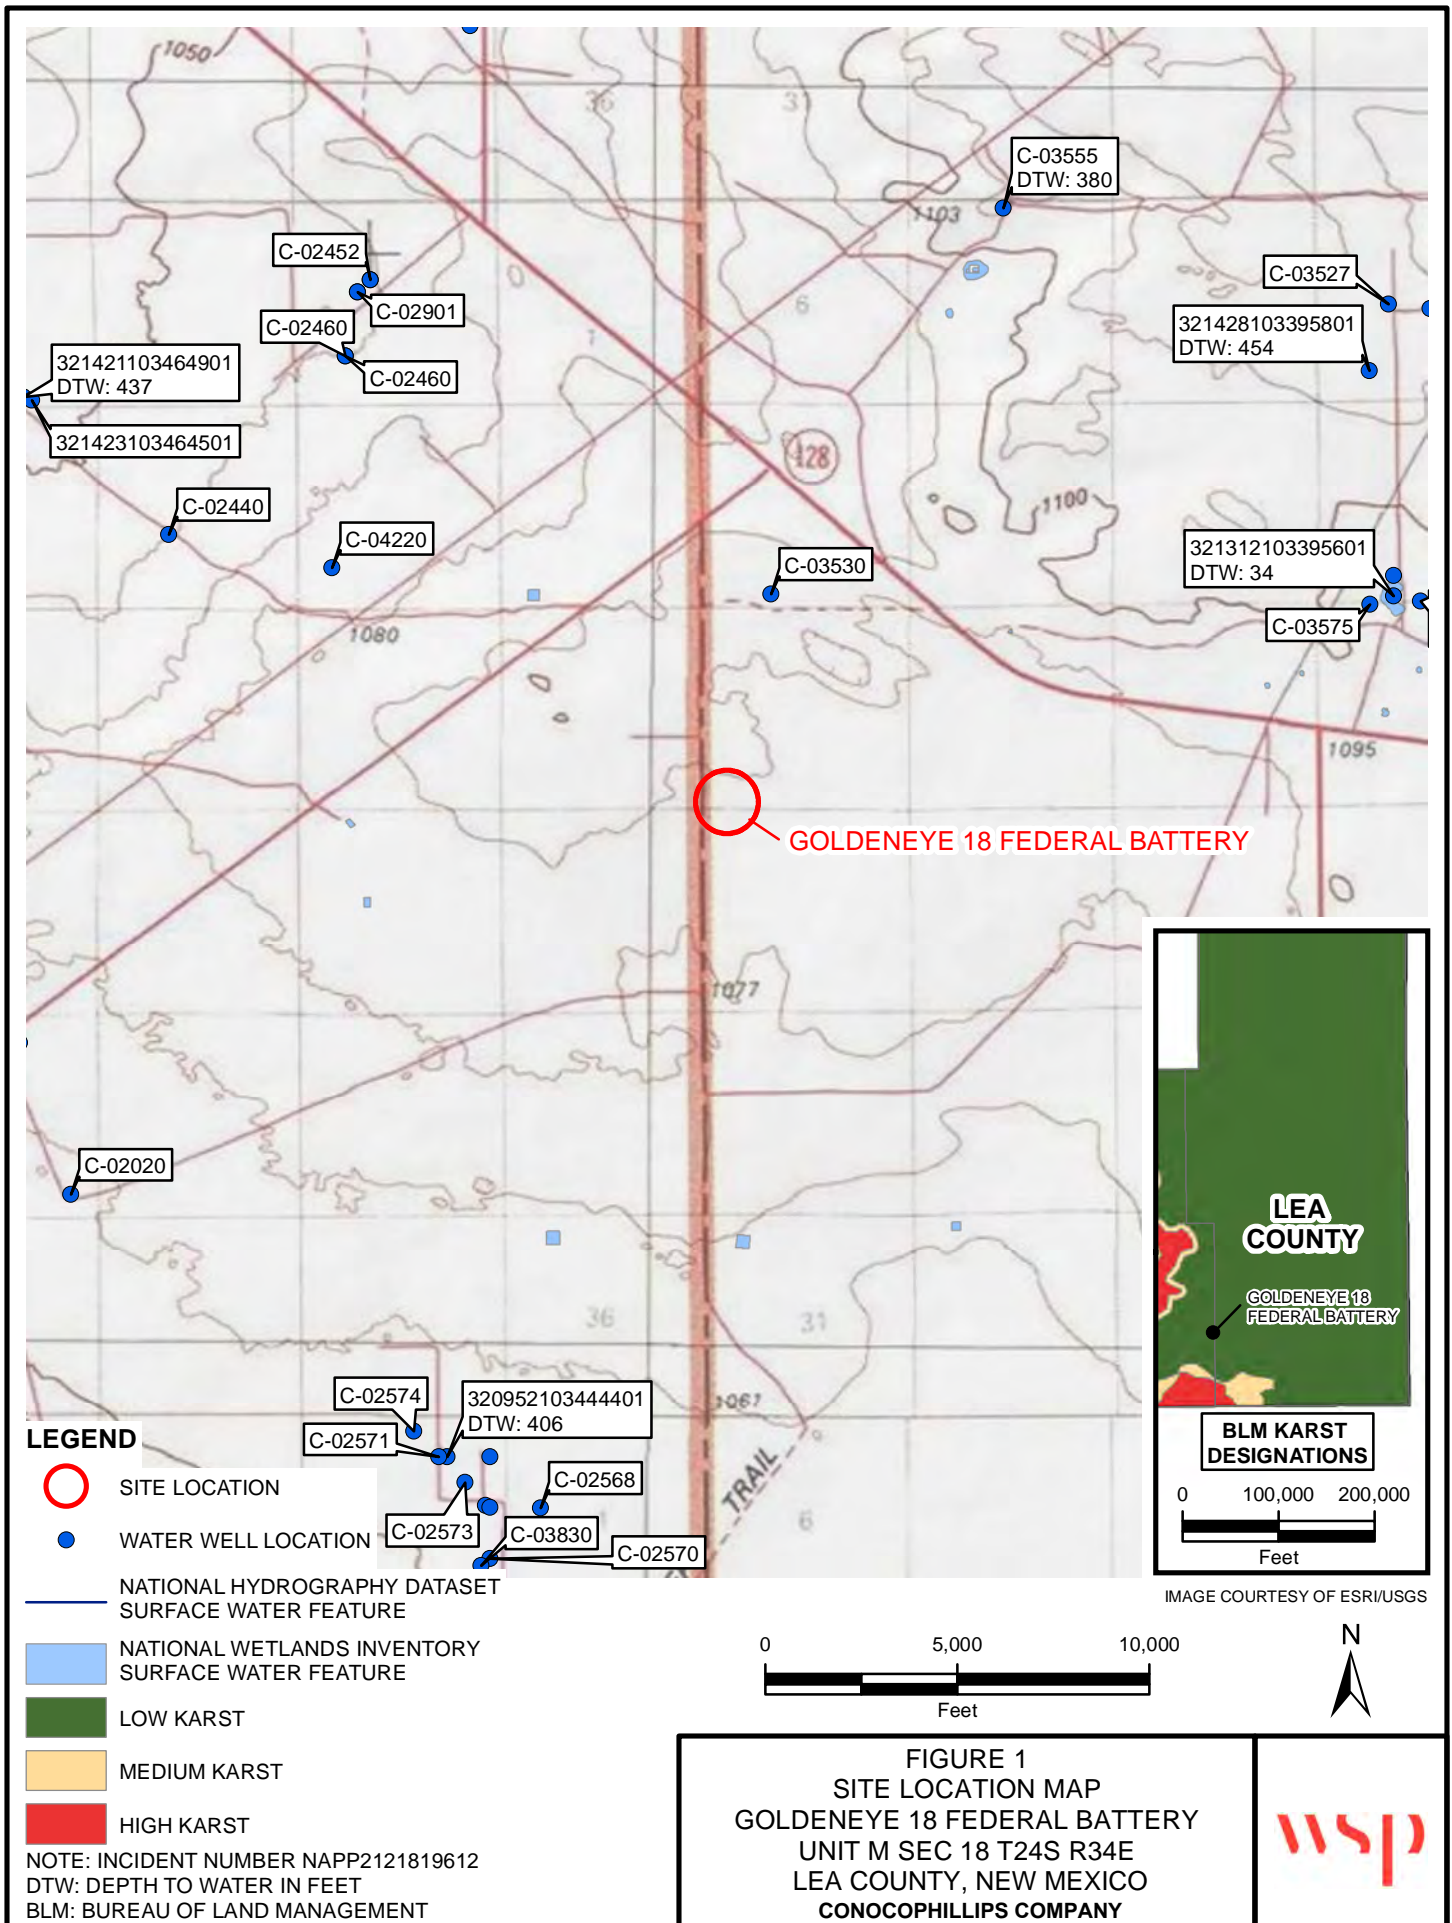 1050
36
31
C-03555
DTW: 380
1103
C-02452
C-02901
C-02460
C-02460
6
1
C-03527
321428103395801
DTW: 454
321421103464901
DTW: 437
321423103464501
128
1100
C-02440
C-04220
C-03530
321312103395601
DTW: 34
C-03575
1080
1095
GOLDENEYE 18 FEDERAL BATTERY
1077
C-02020
36
31
1061
C-02574
320952103444401
DTW: 406
C-02571
C-02568
C-02573
C-03830
C-02570
TRAIL
6
LEA
COUNTY
GOLDENEYE 18
FEDERAL BATTERY
BLM KARST
DESIGNATIONS
0 100,000 200,000
Feet
IMAGE COURTESY OF ESRI/USGS
LEGEND
SITE LOCATION
WATER WELL LOCATION
NATIONAL HYDROGRAPHY DATASET
SURFACE WATER FEATURE
NATIONAL WETLANDS INVENTORY
SURFACE WATER FEATURE
LOW KARST
MEDIUM KARST
HIGH KARST
NOTE: INCIDENT NUMBER NAPP2121819612
DTW: DEPTH TO WATER IN FEET
BLM: BUREAU OF LAND MANAGEMENT
0 5,000 10,000
Feet
N
FIGURE 1
SITE LOCATION MAP
GOLDENEYE 18 FEDERAL BATTERY
UNIT M SEC 18 T24S R34E
LEA COUNTY, NEW MEXICO
CONOCOPHILLIPS COMPANY
wsp